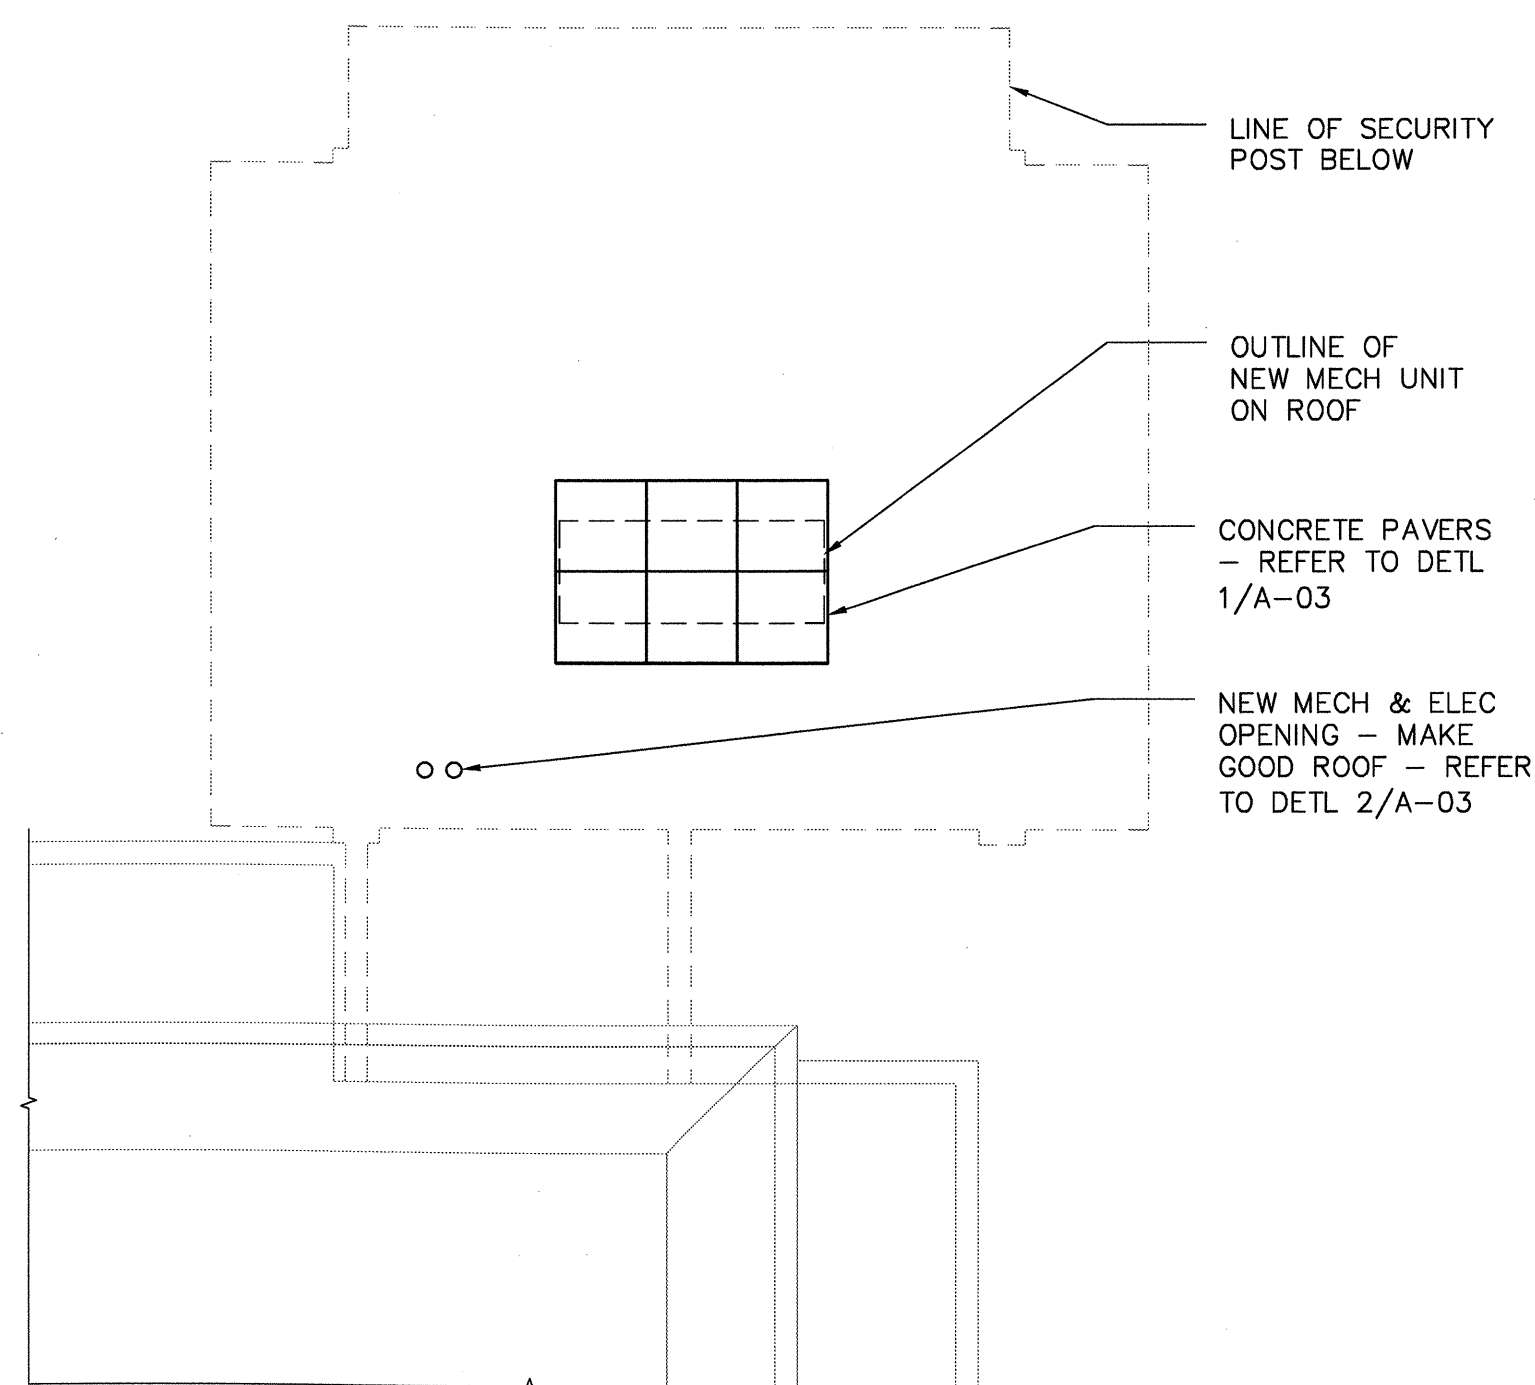 LINE OF SECURITY
POST BELOW
OUTLINE OF
NEW MECH UNIT
ON ROOF
CONCRETE PAVERS
– REFER TO DETL
1/A–03
NEW MECH & ELEC
OPENING – MAKE
GOOD ROOF – REFER
TO DETL 2/A–03